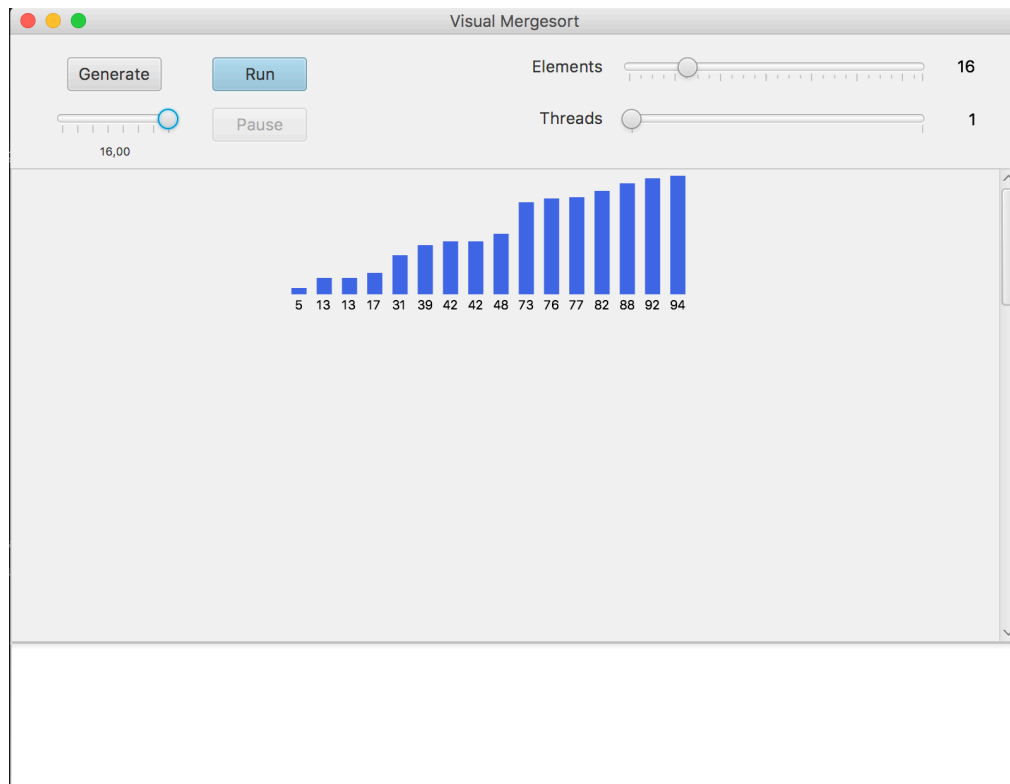 Visual Mergesort
Generate Run Elements 16
Pause Threads 1
16,00
5 13 13 17 31 39 42 42 48 73 76 77 82 88 92 94